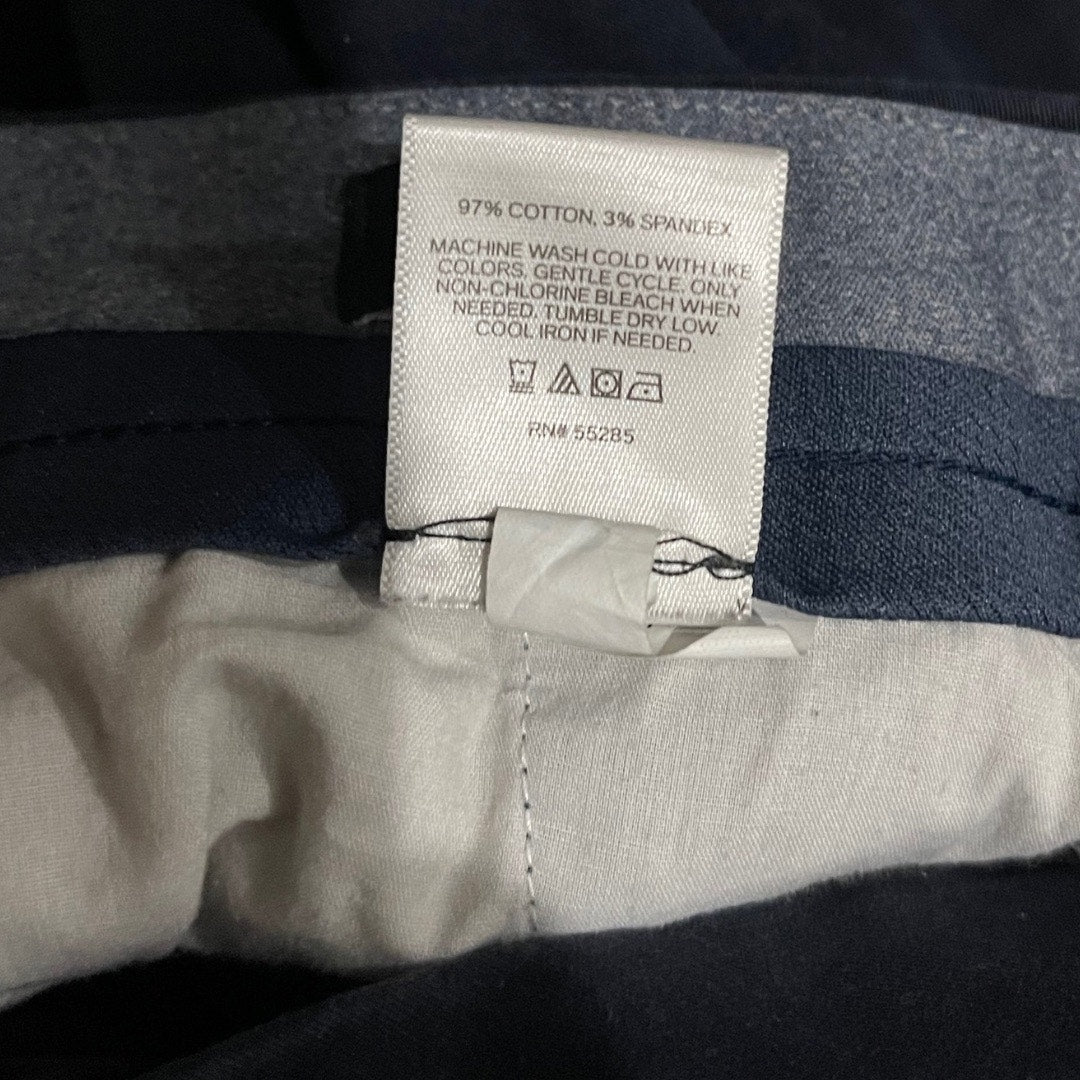 97% COTTON, 3% SPANDEX
MACHINE WASH COLD WITH LIKE
COLORS. GENTLE CYCLE. ONLY
NON-CHLORINE BLEACH WHEN
NEEDED. TUMBLE DRY LOW.
COOL IRON IF NEEDED.
RN# 55285